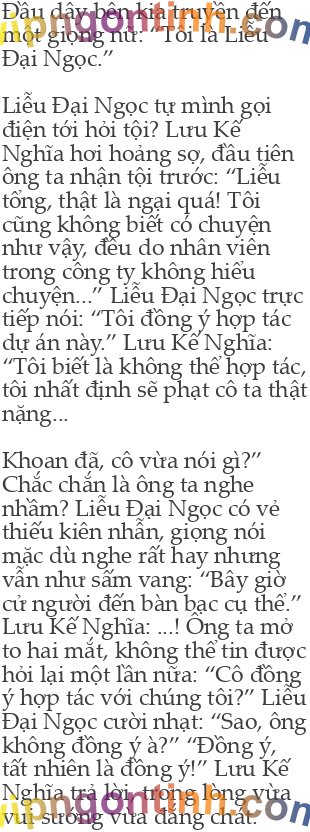 Đầu dây bên kia truyền đến
một giọng nữ: “Tôi là Liễu
Đại Ngọc.”
Liễu Đại Ngọc tự mình gọi
điện tới hỏi tội? Lưu Kế
Nghĩa hơi hoảng sợ, đầu tiên
ông ta nhận tội trước: “Liễu
tổng, thật là ngại quá! Tôi
cũng không biết có chuyện
như vậy, đều do nhân viên
trong công ty không hiểu
chuyện...” Liễu Đại Ngọc trực
tiếp nói: “Tôi đồng ý hợp tác
dự án này.” Lưu Kế Nghĩa:
“Tôi biết là không thể hợp tác,
tôi nhất định sẽ phạt cô ta thật
nặng...
Khoan đã, cô vừa nói gì?”
Chắc chắn là ông ta nghe
nhầm? Liễu Đại Ngọc có vẻ
thiếu kiên nhẫn, giọng nói
mặc dù nghe rất hay nhưng
vẫn như sấm vang: “Bây giờ
cử người đến bàn bạc cụ thể.”
Lưu Kế Nghĩa: ...! Ông ta mở
to hai mắt, không thể tin được
hỏi lại một lần nữa: “Cô đồng
ý hợp tác với chúng tôi?” Liễu
Đại Ngọc cười nhạt: “Sao, ông
không đồng ý à?” “Đồng ý,
tất nhiên là đồng ý!” Lưu Kế
Nghĩa trả lời, trong lòng vừa
vui sướng vừa đắng chát.